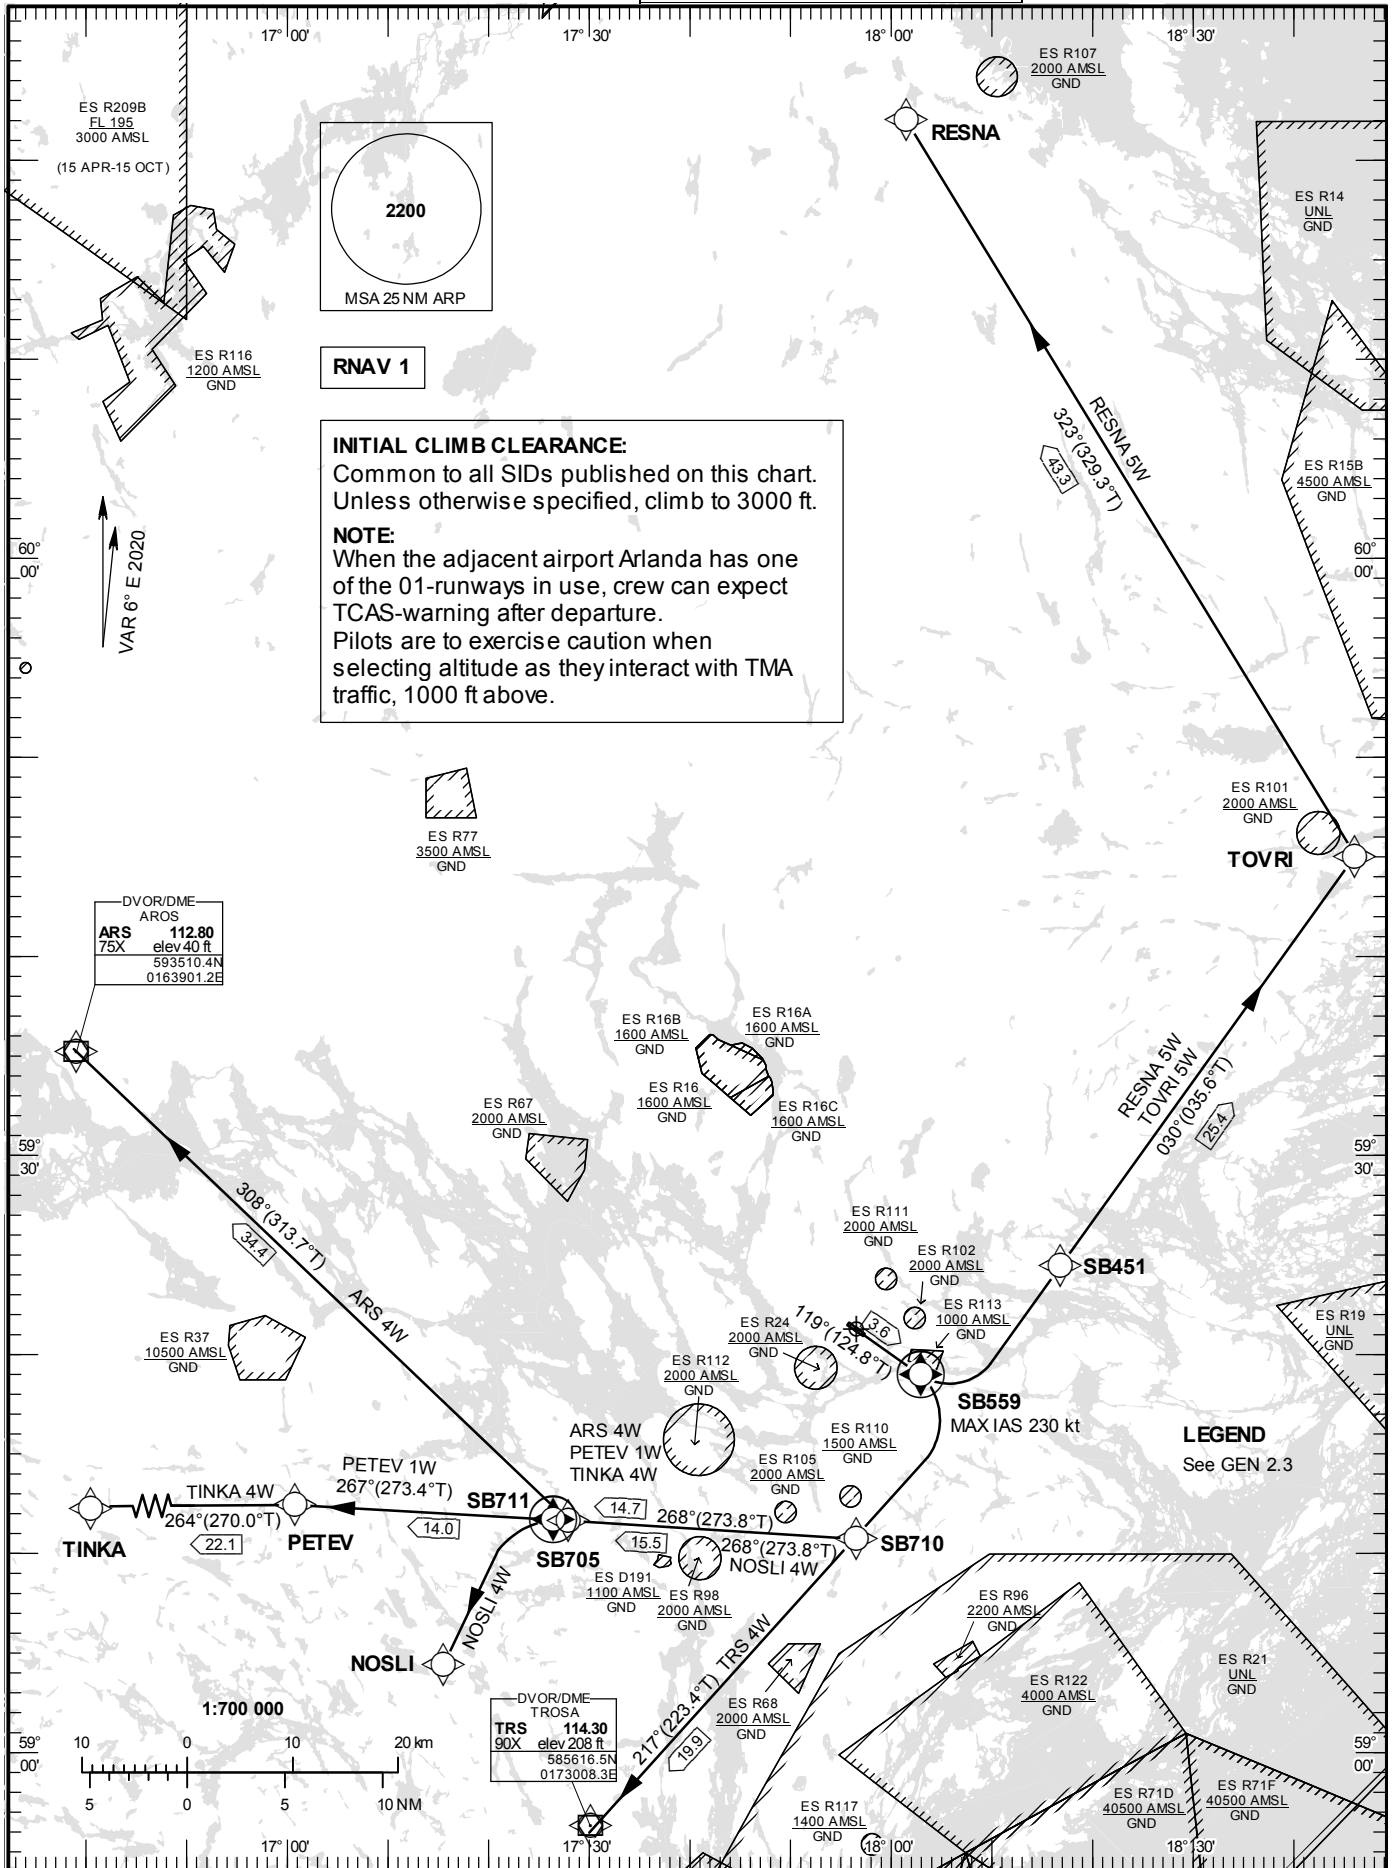 17° 00'
17° 30'
18° 00'
18° 30'
ES R107
2000 AMSL
GND
ES R209B
FL 195
3000 AMSL
(15 APR-15 OCT)
RESNA
2200
MSA 25 NM ARP
ES R14
UNL
GND
ES R116
1200 AMSL
GND
RNAV 1
RESNA 5W
323°(329.3°T)
43.3
INITIAL CLIMB CLEARANCE:
Common to all SIDs published on this chart.
Unless otherwise specified, climb to 3000 ft.
NOTE:
When the adjacent airport Arlanda has one
of the 01-runways in use, crew can expect
TCAS-warning after departure.
Pilots are to exercise caution when
selecting altitude as they interact with TMA
traffic, 1000 ft above.
ES R15B
4500 AMSL
GND
60°
00'
60°
00'
VAR 6° E 2020
ES R77
3500 AMSL
GND
ES R101
2000 AMSL
GND
TOVRI
DVOR/DME
AROS
ARS 112.80
75X elev 40 ft
593510.4N
0163901.2E
ES R16B
1600 AMSL
GND
ES R16A
1600 AMSL
GND
ES R16
1600 AMSL
GND
ES R16C
1600 AMSL
GND
ES R67
2000 AMSL
GND
RESNA 5W
TOVRI 5W
030°(035.6°T)
25.4
59°
30'
59°
30'
308°(313.7°T)
34.4
ARS 4W
ES R111
2000 AMSL
GND
ES R102
2000 AMSL
GND
SB451
ES R113
1000 AMSL
GND
119°(124.8°T)
3.6
ES R24
2000 AMSL
GND
ES R19
UNL
GND
ES R37
10500 AMSL
GND
ES R112
2000 AMSL
GND
SB559
MAX IAS 230 kt
ARS 4W
PETEV 1W
TINKA 4W
ES R110
1500 AMSL
GND
LEGEND
See GEN 2.3
ES R105
2000 AMSL
GND
PETEV 1W
267°(273.4°T)
14.0
TINKA 4W
264°(270.0°T)
22.1
TINKA
PETEV
SB711
SB705
14.7
268°(273.8°T)
15.5
268°(273.8°T)
NOSLI 4W
SB710
ES D191
1100 AMSL
GND
ES R98
2000 AMSL
GND
NOSLI 4W
NOSLI
ES R96
2200 AMSL
GND
ES R21
UNL
GND
ES R122
4000 AMSL
GND
TRS 4W
217°(223.4°T)
19.9
ES R68
2000 AMSL
GND
1:700 000
10 0 10 20 km
5 0 5 10 NM
DVOR/DME
TROSA
TRS 114.30
90X elev 208 ft
585616.5N
0173008.3E
59°
00'
59°
00'
ES R117
1400 AMSL
GND
ES R71D
40500 AMSL
GND
ES R71F
40500 AMSL
GND
17° 00'
17° 30'
18° 00'
18° 30'